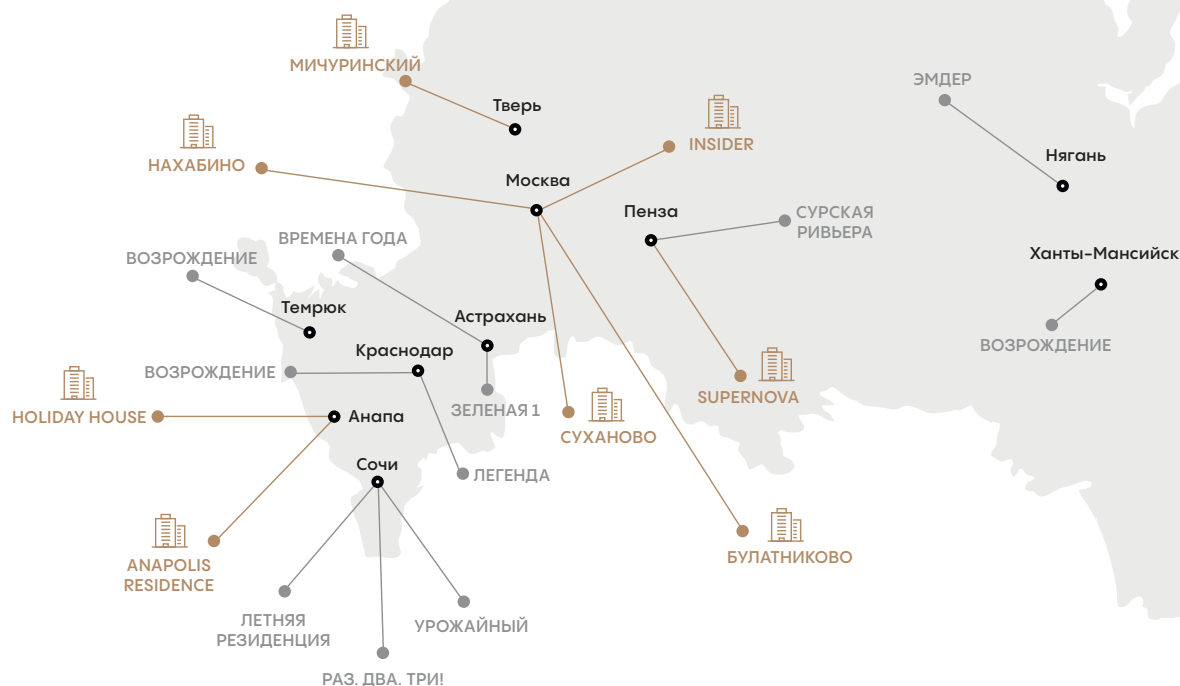 МИЧУРИНСКИЙ
ЭМДЕР
Тверь
INSIDER
НАХАБИНО
Нягань
Москва
Пенза
СУРСКАЯ
РИВЬЕРА
ВРЕМЕНА ГОДА
ВОЗРОЖДЕНИЕ
Ханты-Мансийск
Темрюк
Астрахань
Краснодар
ВОЗРОЖДЕНИЕ
ВОЗРОЖДЕНИЕ
HOLIDAY HOUSE
Анапа
ЗЕЛЕНАЯ 1
SUPERNOVA
СУХАНОВО
Сочи
ЛЕГЕНДА
БУЛАТНИКОВО
ANAPOLIS
RESIDENCE
ЛЕТНЯЯ
РЕЗИДЕНЦИЯ
УРОЖАЙНЫЙ
РАЗ. ДВА. ТРИ!